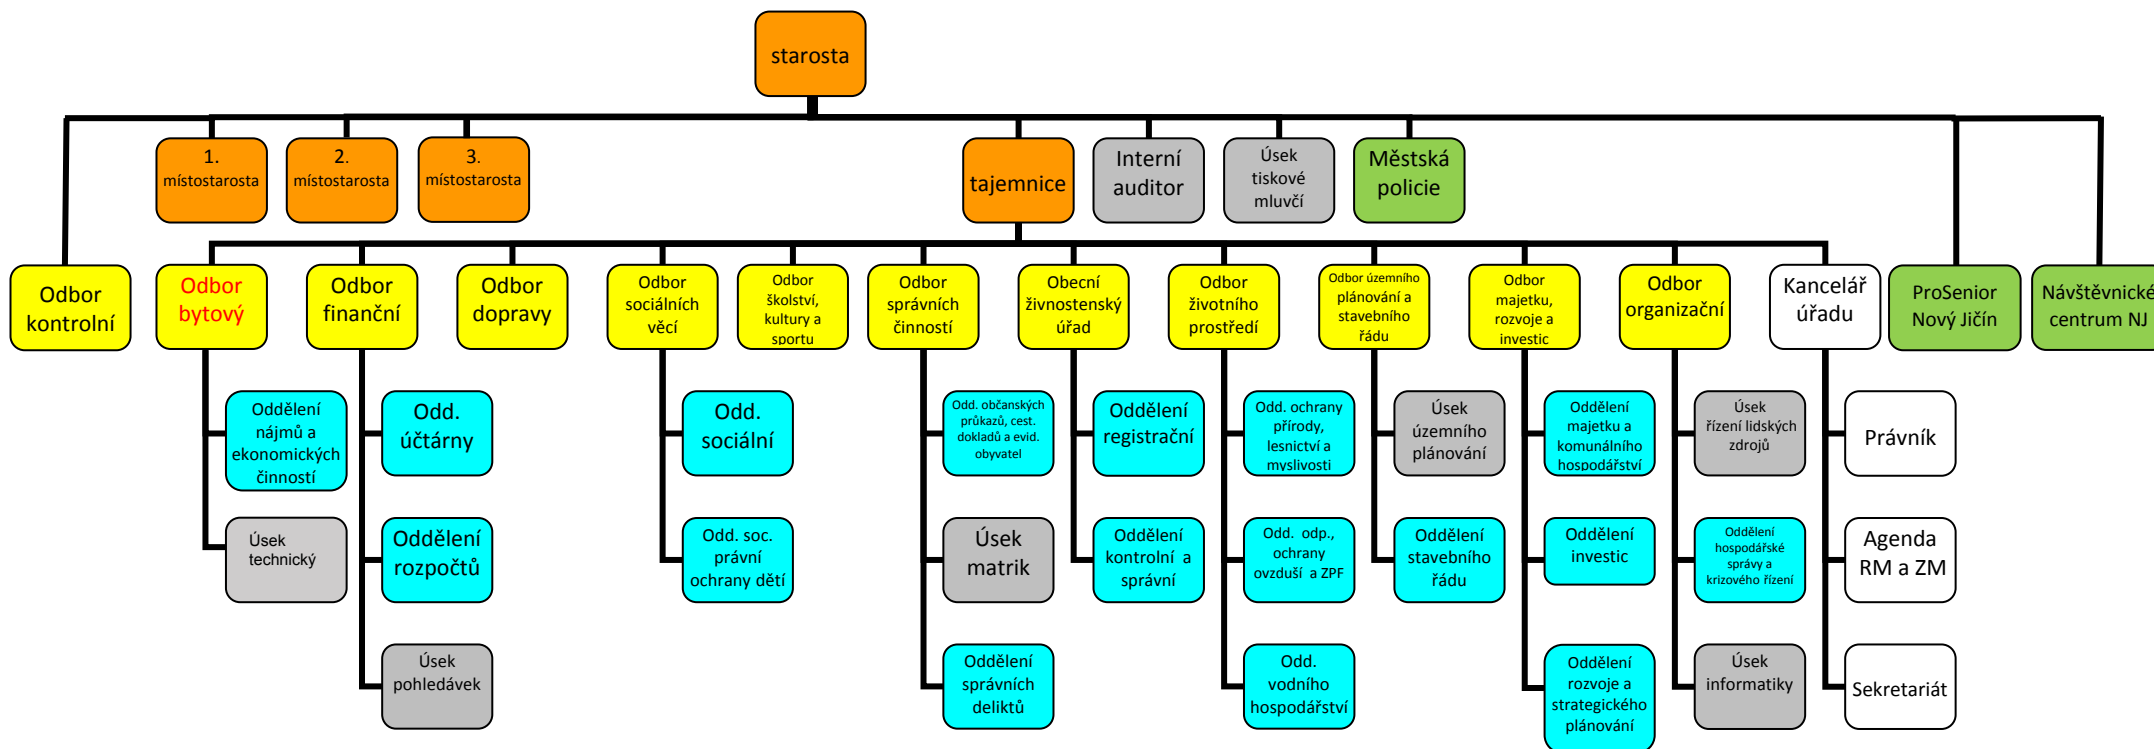 starosta
1.
místostarosta
2.
místostarosta
3.
místostarosta
tajemnice
Interní
auditor
Úsek
tiskové
mluvčí
Městská
policie
Odbor
kontrolní
Odbor
bytový
Odbor
finanční
Odbor
dopravy
Odbor
sociálních
věcí
Odbor
školství,
kultury a
sportu
Odbor
správních
činností
Obecní
živnostenský
úřad
Odbor
životního
prostředí
Odbor územního
plánování a
stavebního
řádu
Odbor
majetku,
rozvoje a
investic
Odbor
organizační
Kancelář
úřadu
ProSenior
Nový Jičín
Návštěvnické
centrum NJ
Oddělení
nájmů a
ekonomických
činností
Odd.
účtárny
Odd.
sociální
Odd. občanských
průkazů, cest.
dokladů a evid.
obyvatel
Oddělení
registrační
Odd. ochrany
přírody,
lesnictví a
myslivosti
Úsek
územního
plánování
Oddělení
majetku a
komunálního
hospodářství
Úsek
řízení lidských
zdrojů
Právník
Úsek
technický
Oddělení
rozpočtů
Odd. soc.
právní
ochrany dětí
Úsek
matrik
Oddělení
kontrolní a
správní
Odd. odp.,
ochrany
ovzduší a ZPF
Oddělení
stavebního
řádu
Oddělení
investic
Oddělení
hospodářské
správy a
krizového řízení
Agenda
RM a ZM
Úsek
pohledávek
Oddělení
správních
deliktů
Odd.
vodního
hospodářství
Oddělení
rozvoje a
strategického
plánování
Úsek
informatiky
Sekretariát